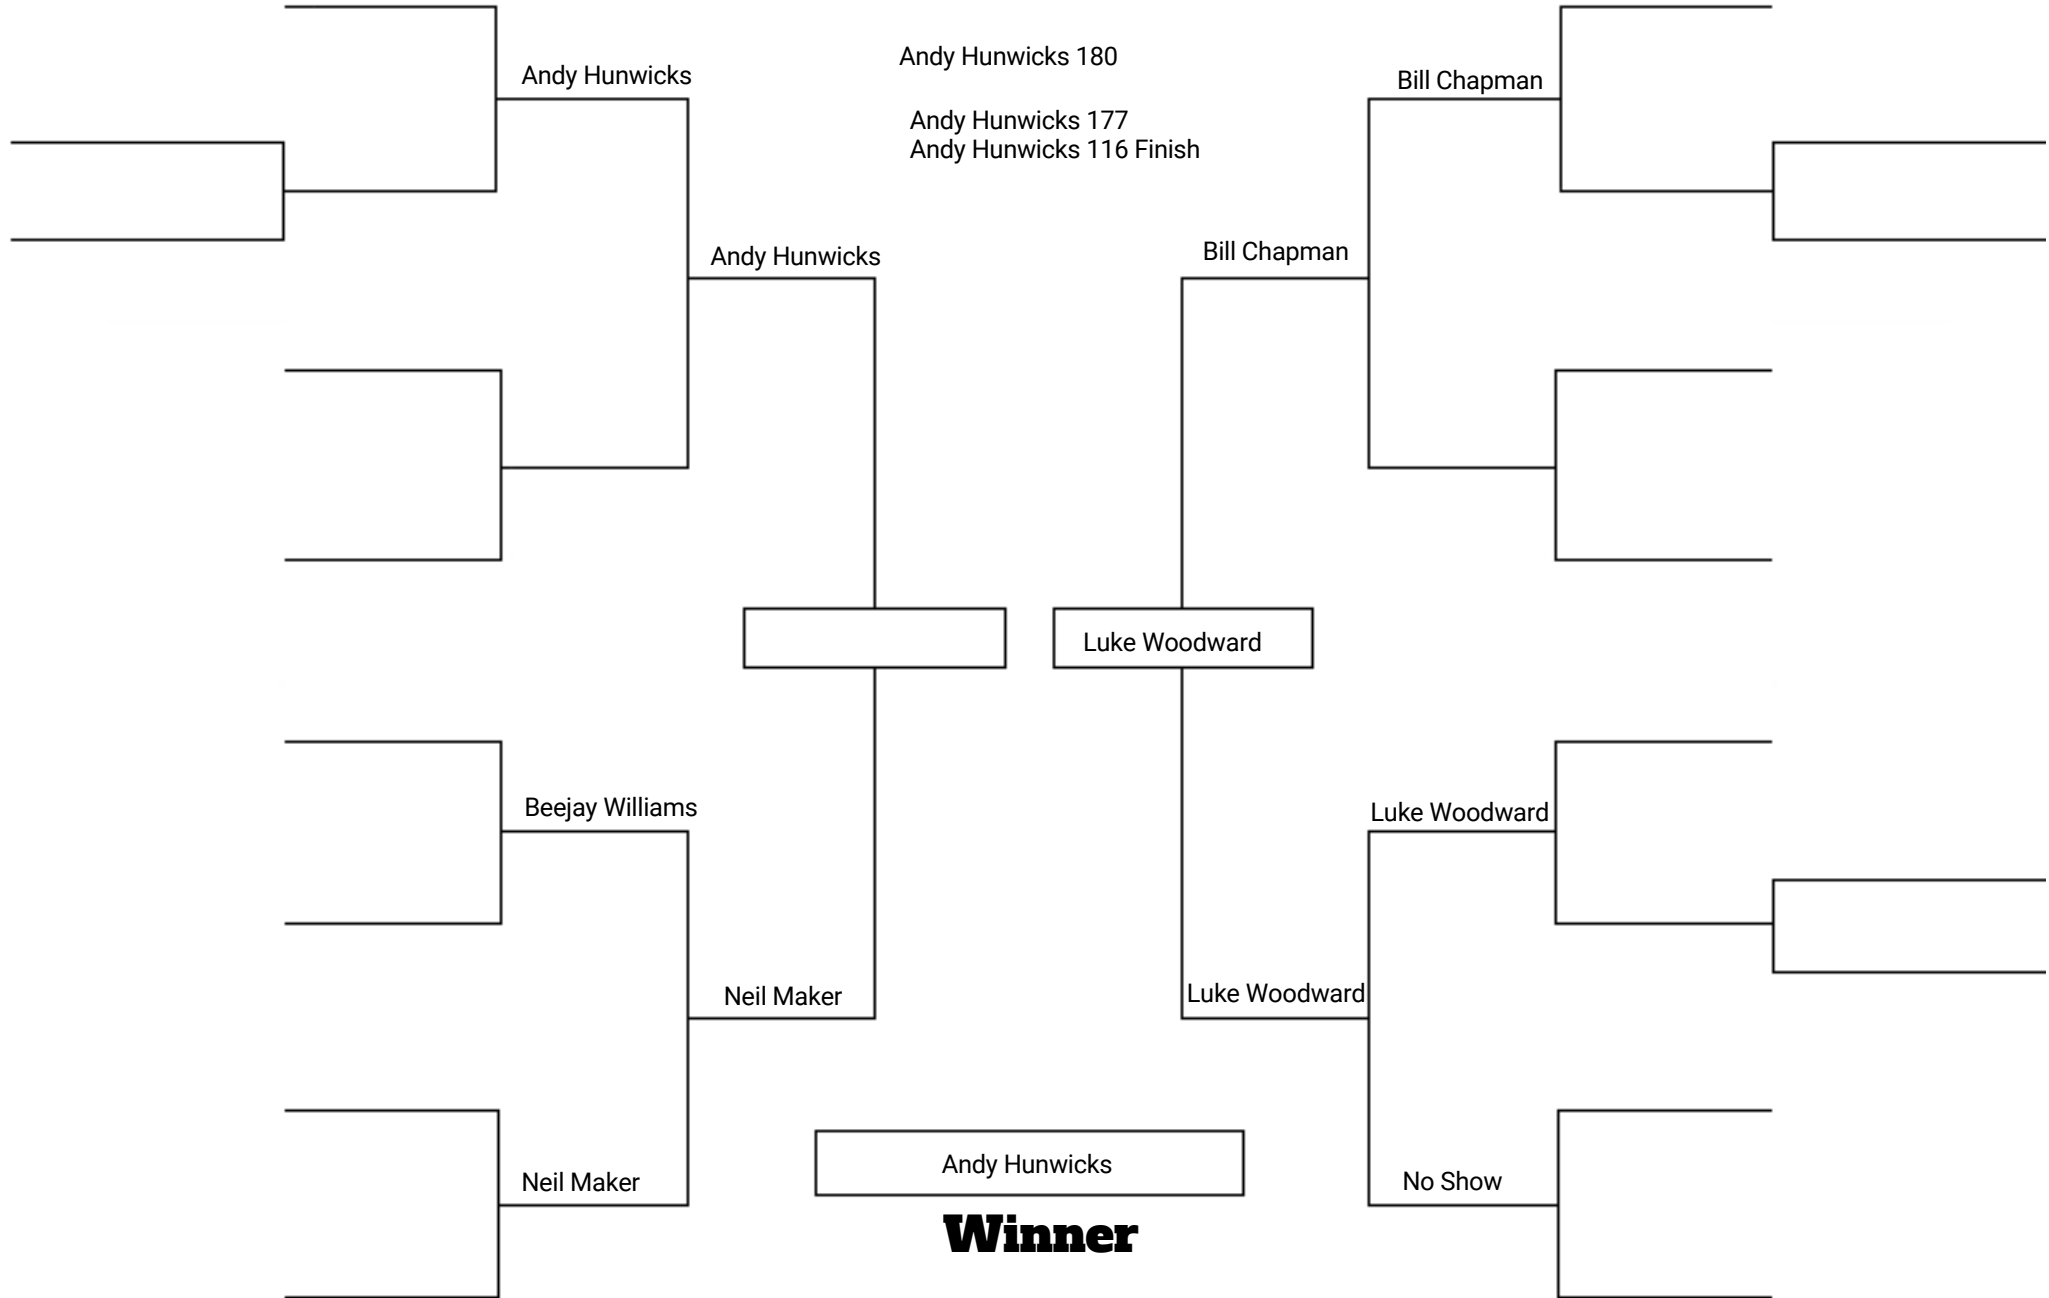 Andy Hunwicks 180
Andy Hunwicks
Bill Chapman
Andy Hunwicks 177
Andy Hunwicks 116 Finish
Andy Hunwicks
Bill Chapman
Luke Woodward
Beejay Williams
Luke Woodward
Neil Maker
Luke Woodward
Andy Hunwicks
Neil Maker
No Show
Winner